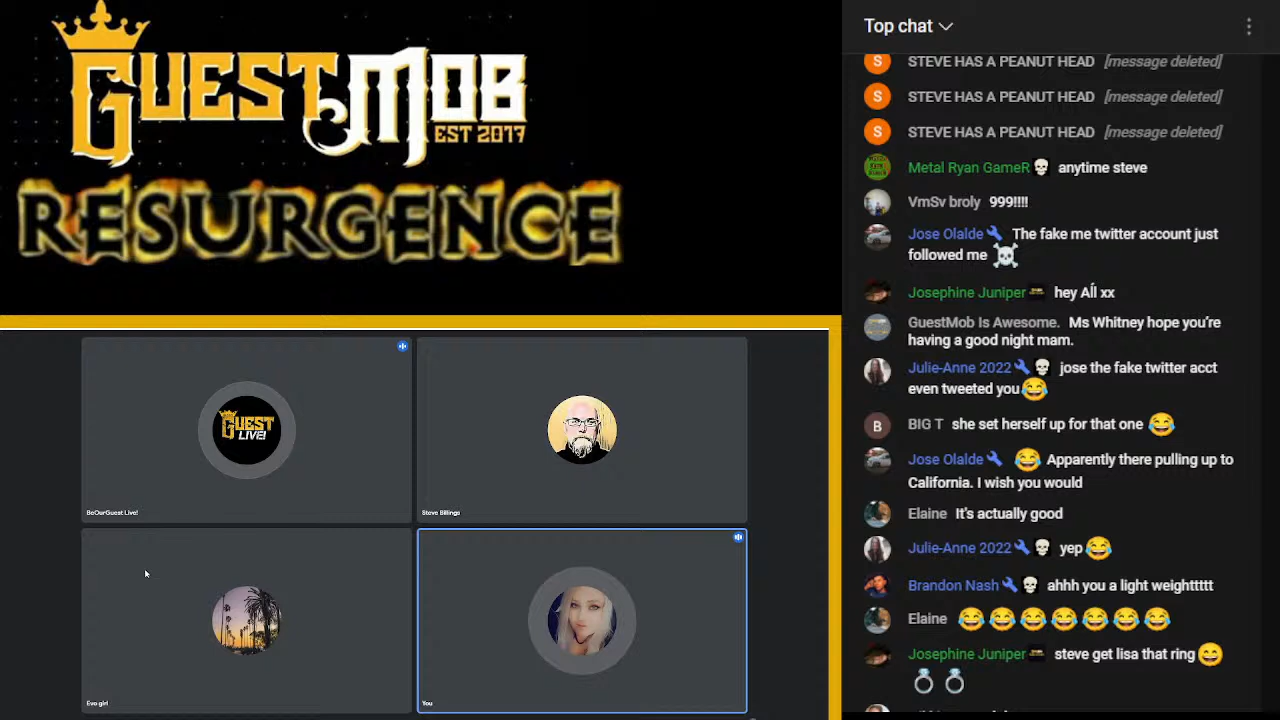 GUESTMOB
EST 2017
RESURGENCE
GUEST
LIVE!
BeOurGuest Live!
Steve Billings
Evo girl
You
Top chat
S STEVE HAS A PEANUT HEAD [message deleted]
S STEVE HAS A PEANUT HEAD [message deleted]
S STEVE HAS A PEANUT HEAD [message deleted]
Metal Ryan GameR 💀 anytime steve
VmSv broly 999!!!!
Jose Olalde 🔧 The fake me twitter account just
followed me ☠️
Josephine Juniper hey Aĺl xx
GuestMob Is Awesome. Ms Whitney hope you're
having a good night mam.
Julie-Anne 2022 🔧 💀 jose the fake twitter acct
even tweeted you 😂
B BIG T she set herself up for that one 😂
Jose Olalde 🔧 😂 Apparently there pulling up to
California. I wish you would
Elaine It's actually good
Julie-Anne 2022 🔧 💀 yep 😂
Brandon Nash 🔧 💀 ahhh you a light weighttttt
Elaine 😂😂😂😂😂😂😂
Josephine Juniper steve get lisa that ring 😄
💍 💍